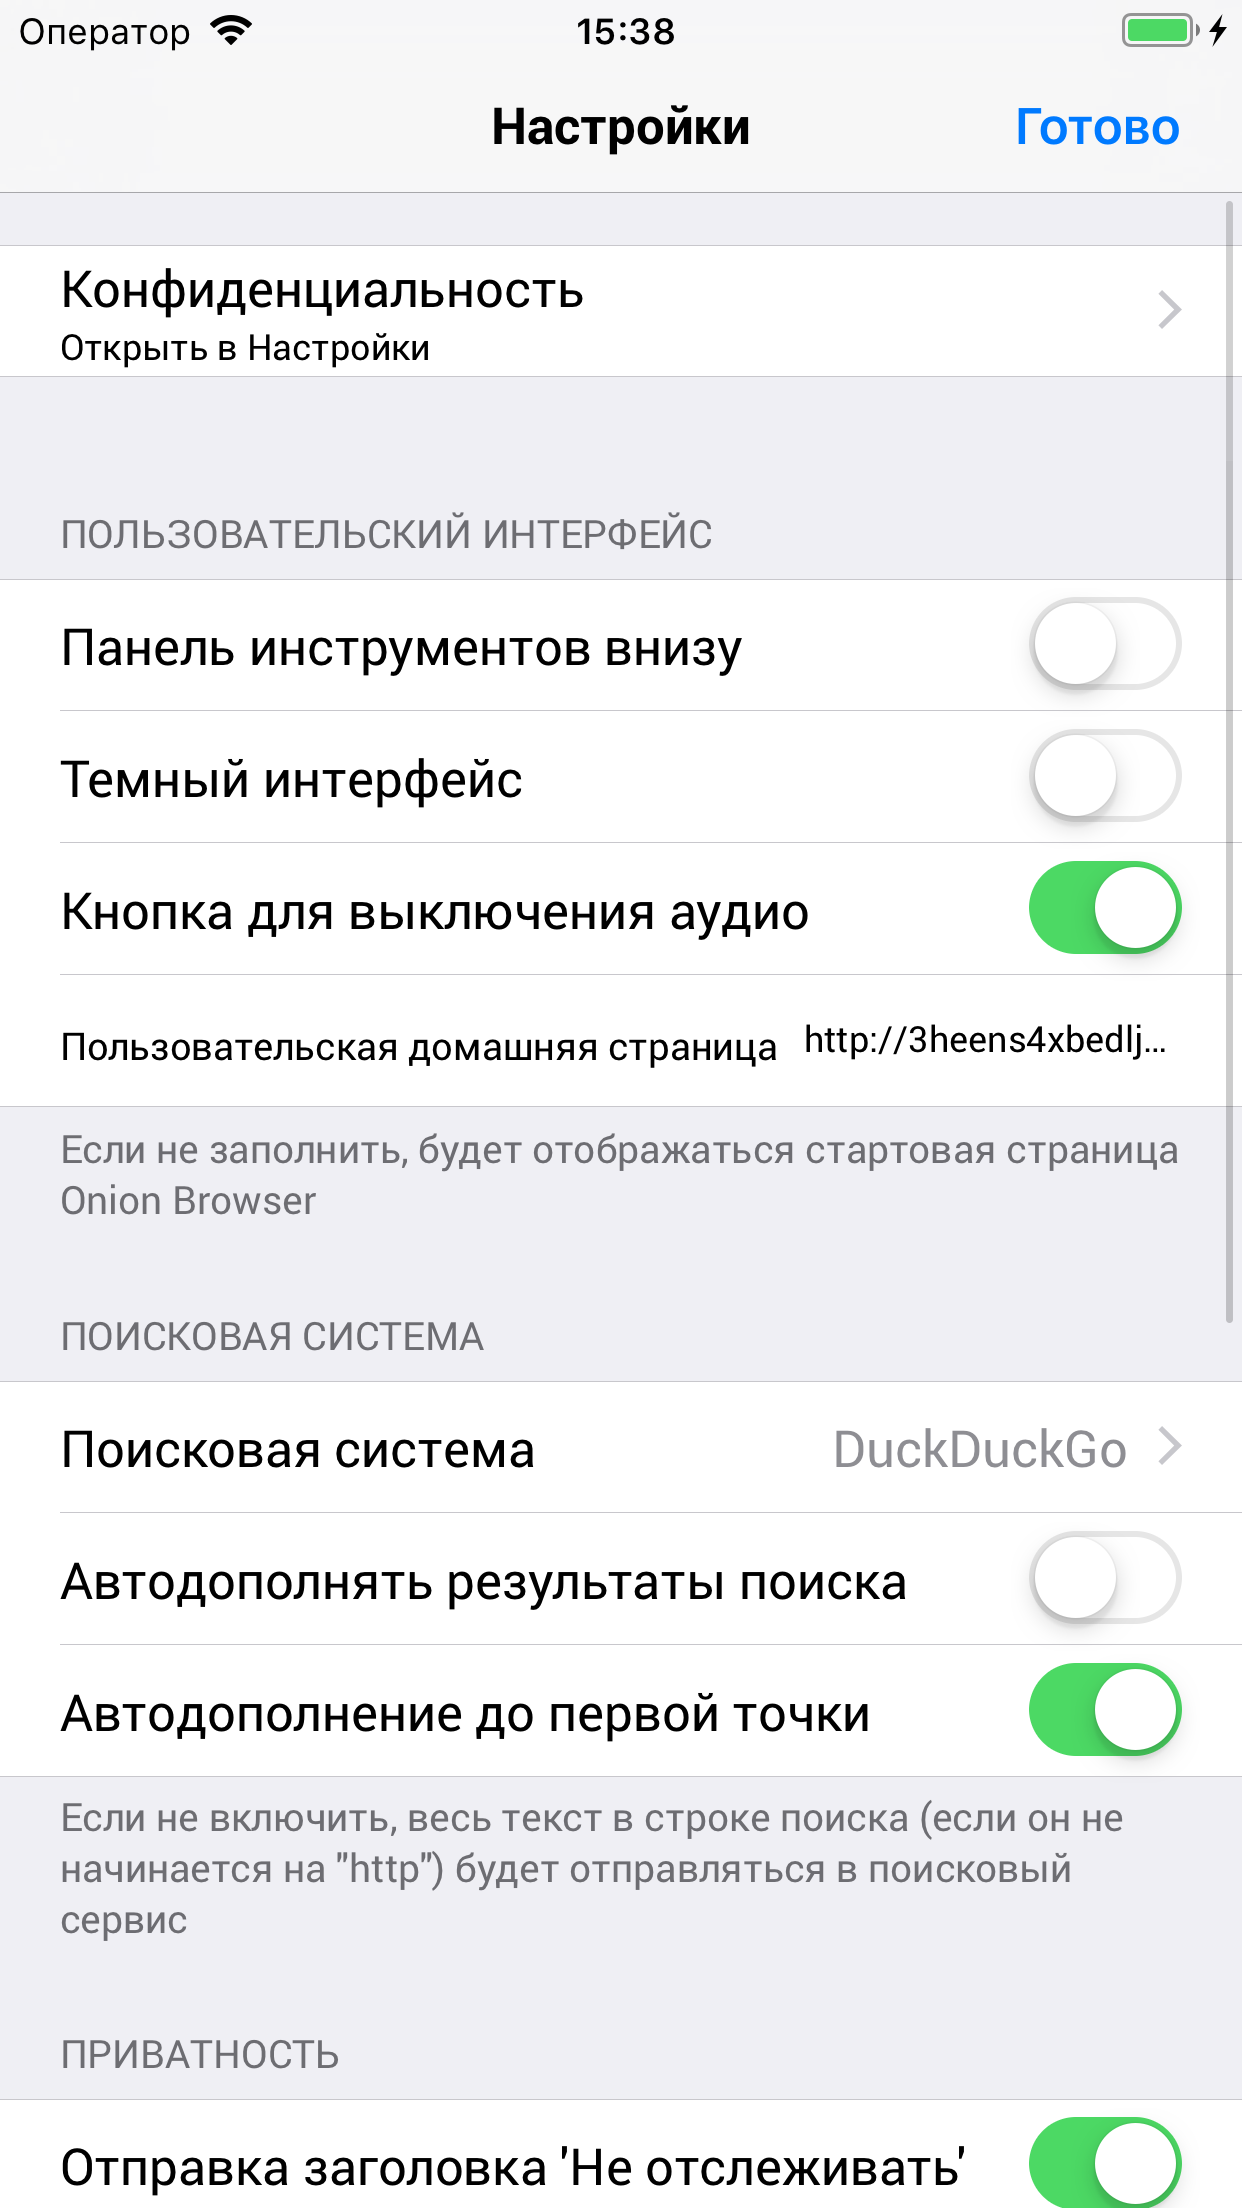 Оператор 15:38
Настройки Готово
Конфиденциальность
Открыть в Настройки
ПОЛЬЗОВАТЕЛЬСКИЙ ИНТЕРФЕЙС
Панель инструментов внизу
Темный интерфейс
Кнопка для выключения аудио
Пользовательская домашняя страница http://3heens4xbedlj...
Если не заполнить, будет отображаться стартовая страница
Onion Browser
ПОИСКОВАЯ СИСТЕМА
Поисковая система DuckDuckGo
Автодополнять результаты поиска
Автодополнение до первой точки
Если не включить, весь текст в строке поиска (если он не
начинается на "http") будет отправляться в поисковый
сервис
ПРИВАТНОСТЬ
Отправка заголовка 'Не отслеживать'